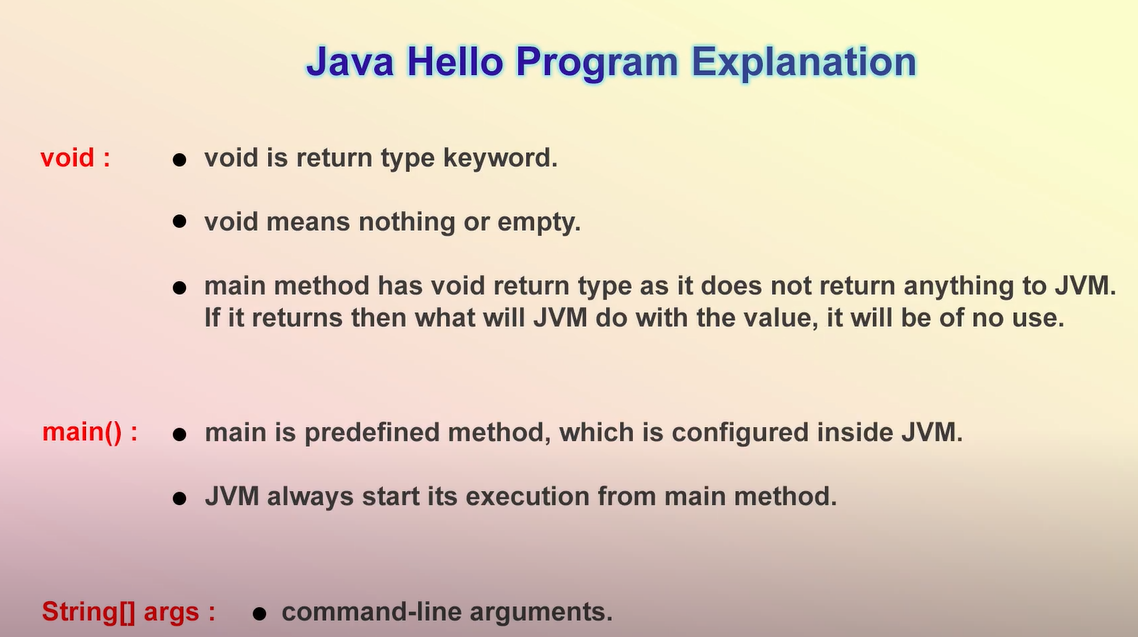 Java Hello Program Explanation
void : ● void is return type keyword.
● void means nothing or empty.
● main method has void return type as it does not return anything to JVM.
If it returns then what will JVM do with the value, it will be of no use.
main() : ● main is predefined method, which is configured inside JVM.
● JVM always start its execution from main method.
String[] args : ● command-line arguments.